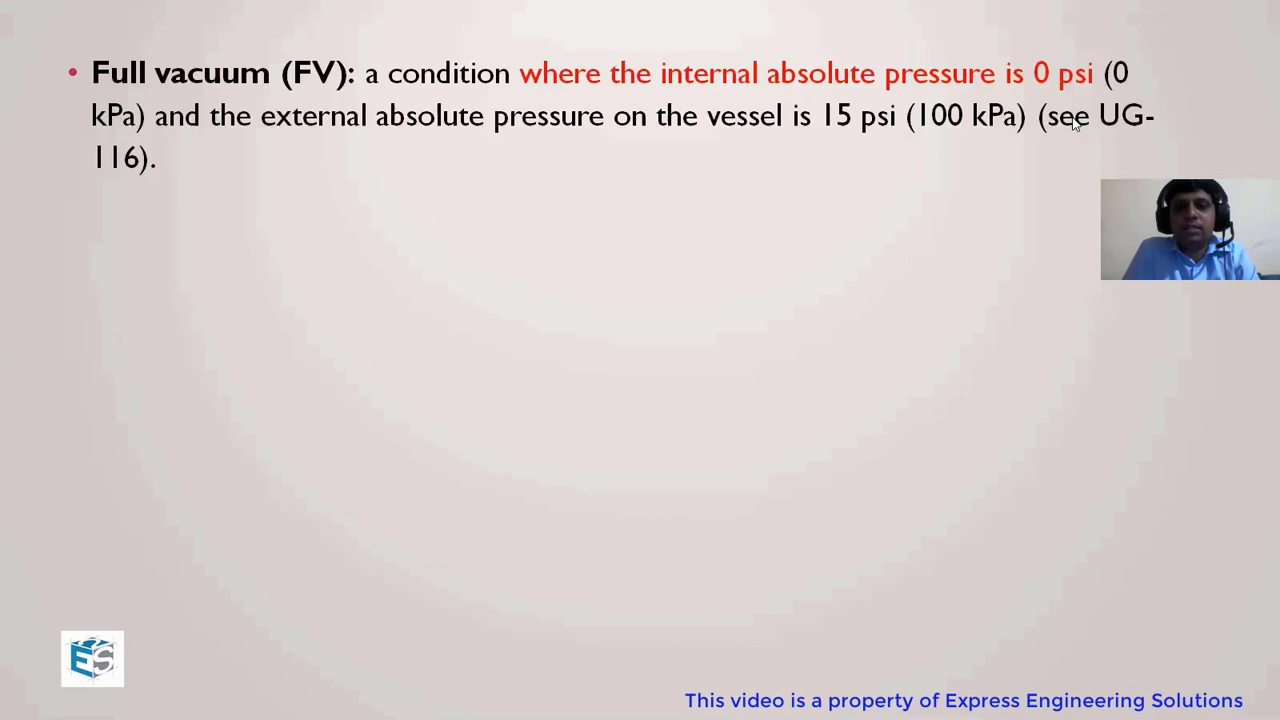 • Full vacuum (FV): a condition where the internal absolute pressure is 0 psi (0
kPa) and the external absolute pressure on the vessel is 15 psi (100 kPa) (see UG-
116).
ES
This video is a property of Express Engineering Solutions